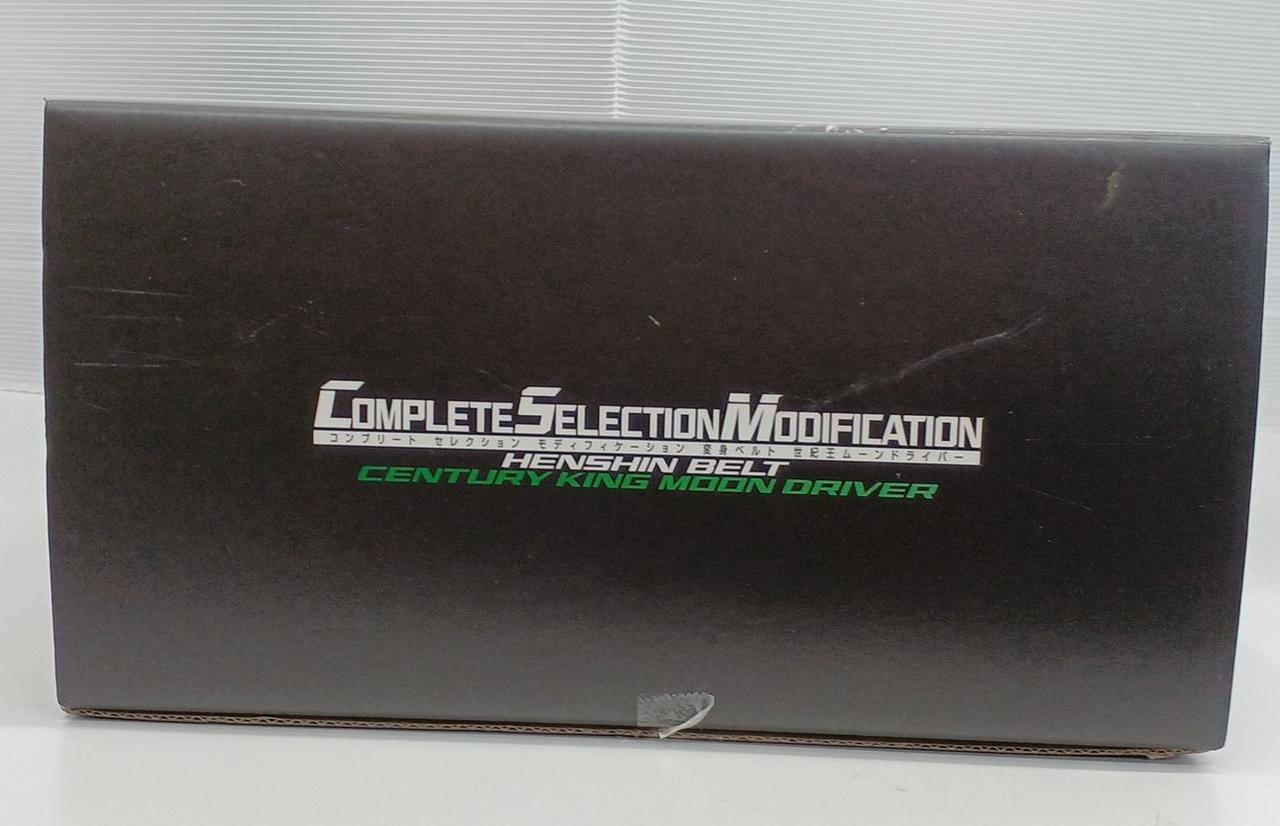 COMPLETE SELECTION MODIFICATION
コンプリート セレクション モディフィケーション 変身ベルト 世紀王ムーンドライバー
HENSHIN BELT
CENTURY KING MOON DRIVER